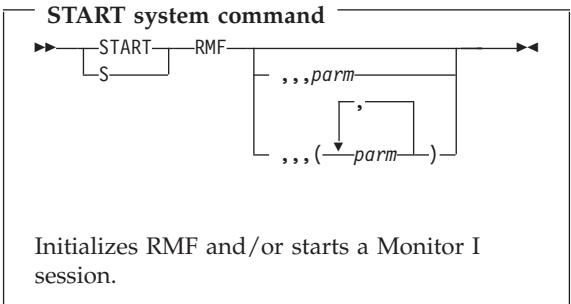 START system command
START RMF
S
,,,parm
,
,,,( parm )
Initializes RMF and/or starts a Monitor I
session.